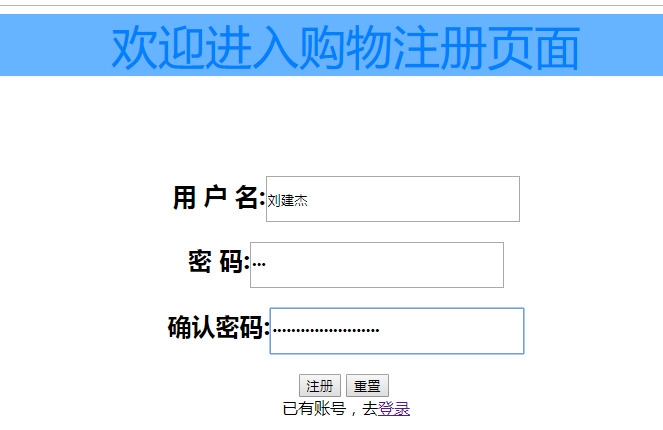 欢迎进入购物注册页面
用 户 名:刘建杰
密 码:•••
确认密码:•••••••••••••••••••••••
注册 重置
已有账号，去登录